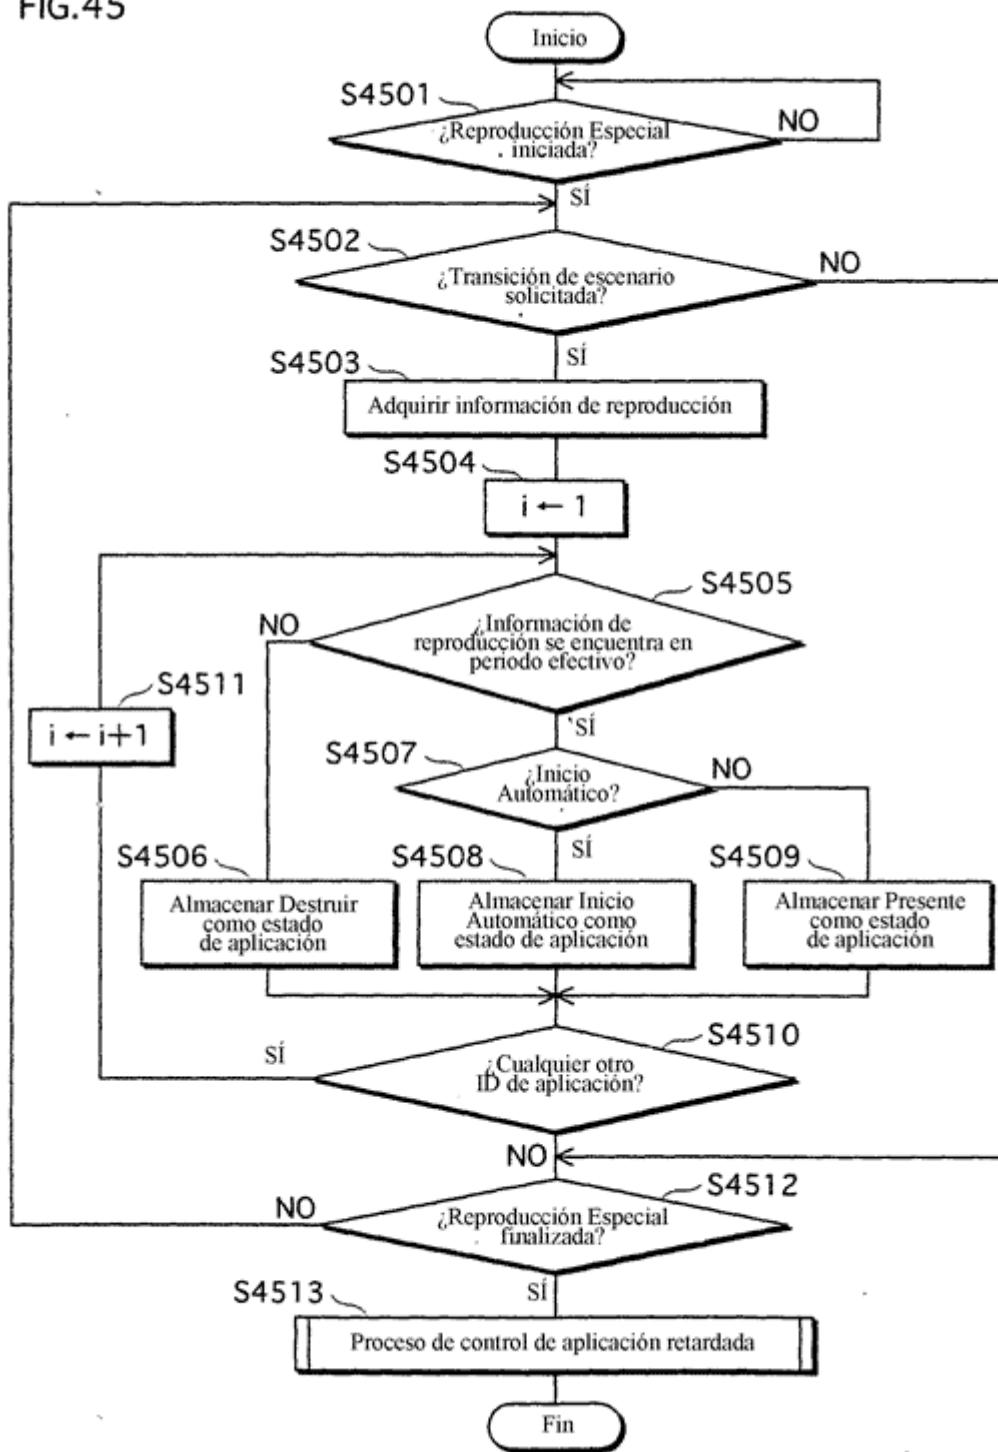 FIG.45
Inicio
S4501
¿Reproducción Especial
iniciada?
NO
SÍ
S4502
¿Transición de escenario
solicitada?
NO
SÍ
S4503
Adquirir información de reproducción
S4504
i ← 1
S4505
¿Información de
reproducción se encuentra en
periodo efectivo?
NO
SÍ
S4511
i ← i+1
S4507
¿Inicio
Automático?
NO
SÍ
S4506
Almacenar Destruir
como estado
de aplicación
S4508
Almacenar Inicio
Automático como
estado de aplicación
S4509
Almacenar Presente
como estado
de aplicación
S4510
¿Cualquier otro
ID de aplicación?
SÍ
NO
S4512
¿Reproducción Especial
finalizada?
NO
SÍ
S4513
Proceso de control de aplicación retardada
Fin